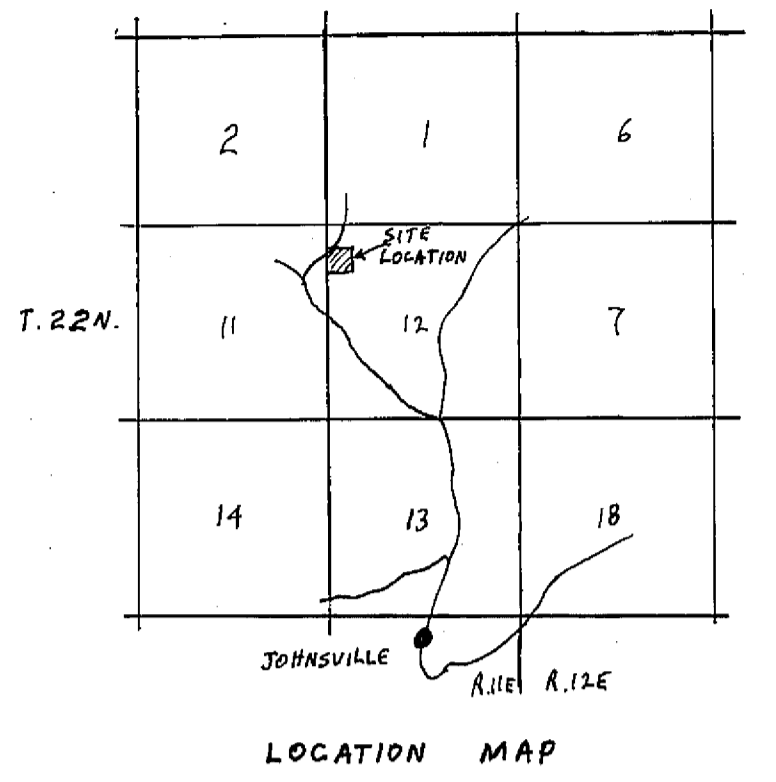 2 1 6
SITE
LOCATION
T. 22N. 11 12 7
14 13 18
JOHNSVILLE
R.11E R.12E
LOCATION MAP